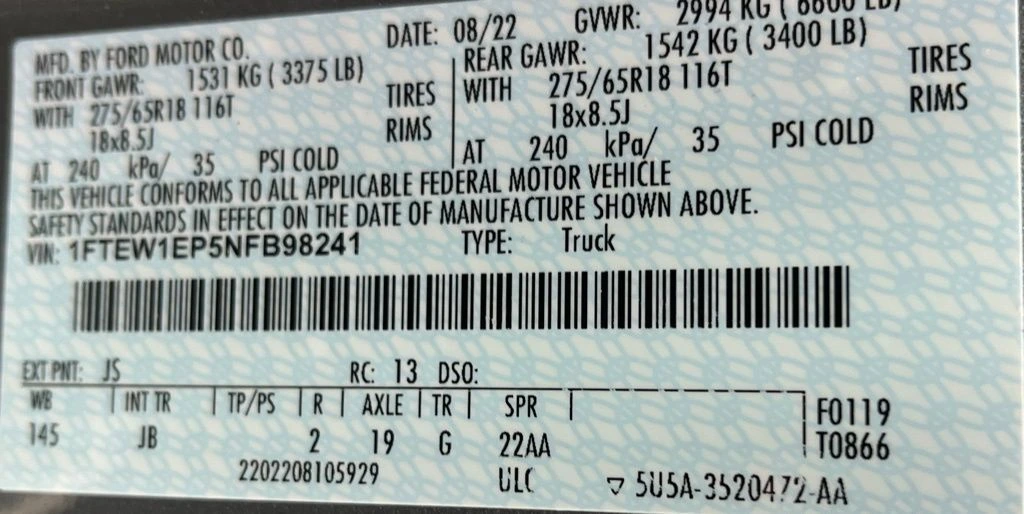 MFD. BY FORD MOTOR CO. DATE: 08/22 GVWR: 2994 KG ( 6600 LB)
FRONT GAWR: 1531 KG ( 3375 LB) REAR GAWR: 1542 KG ( 3400 LB)
WITH 275/65R18 116T TIRES WITH 275/65R18 116T TIRES
18x8.5J RIMS 18x8.5J RIMS
AT 240 kPa/ 35 PSI COLD AT 240 kPa/ 35 PSI COLD
THIS VEHICLE CONFORMS TO ALL APPLICABLE FEDERAL MOTOR VEHICLE
SAFETY STANDARDS IN EFFECT ON THE DATE OF MANUFACTURE SHOWN ABOVE.
VIN: 1FTEW1EP5NFB98241 TYPE: Truck
EXT PNT: JS RC: 13 DSO:
WB INT TR TP/PS R AXLE TR SPR F0119
145 JB 2 19 G 22AA T0866
2202208105929 ULC ▽ 5U5A-3520472-AA